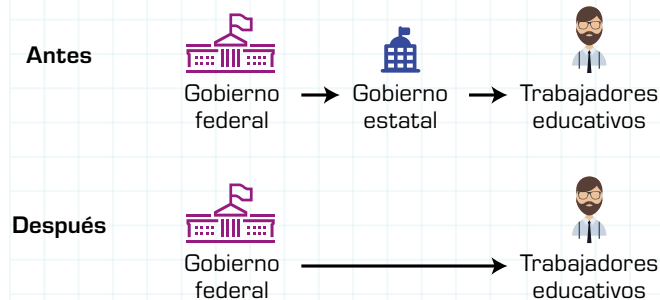 Antes
Gobierno
federal
Gobierno
estatal
Trabajadores
educativos
Después
Gobierno
federal
Trabajadores
educativos